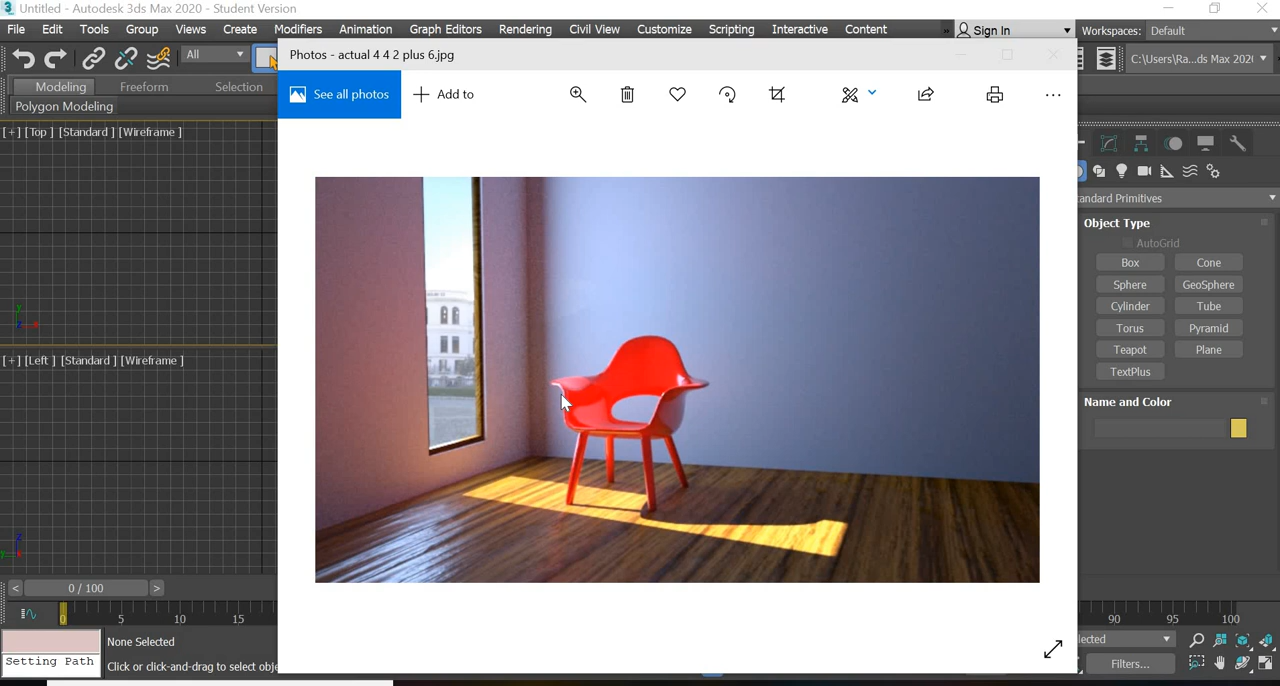 Untitled - Autodesk 3ds Max 2020 - Student Version
File Edit Tools Group Views Create Modifiers Animation Graph Editors Rendering Civil View Customize Scripting Interactive Content » Sign In Workspaces: Default
All
C:\Users\Ra...ds Max 202
Photos - actual 4 4 2 plus 6.jpg
Modeling Freeform Selection
See all photos
Add to
Polygon Modeling
[+] [Top ] [Standard ] [Wireframe ]
andard Primitives
Object Type
AutoGrid
Box Cone
Sphere GeoSphere
Cylinder Tube
Torus Pyramid
Teapot Plane
TextPlus
[+] [Left ] [Standard ] [Wireframe ]
Name and Color
y
z x
z
y x
< 0 / 100 >
0 5 10 15 90 95 100
None Selected
lected
Setting Path
Click or click-and-drag to select obje
Filters...